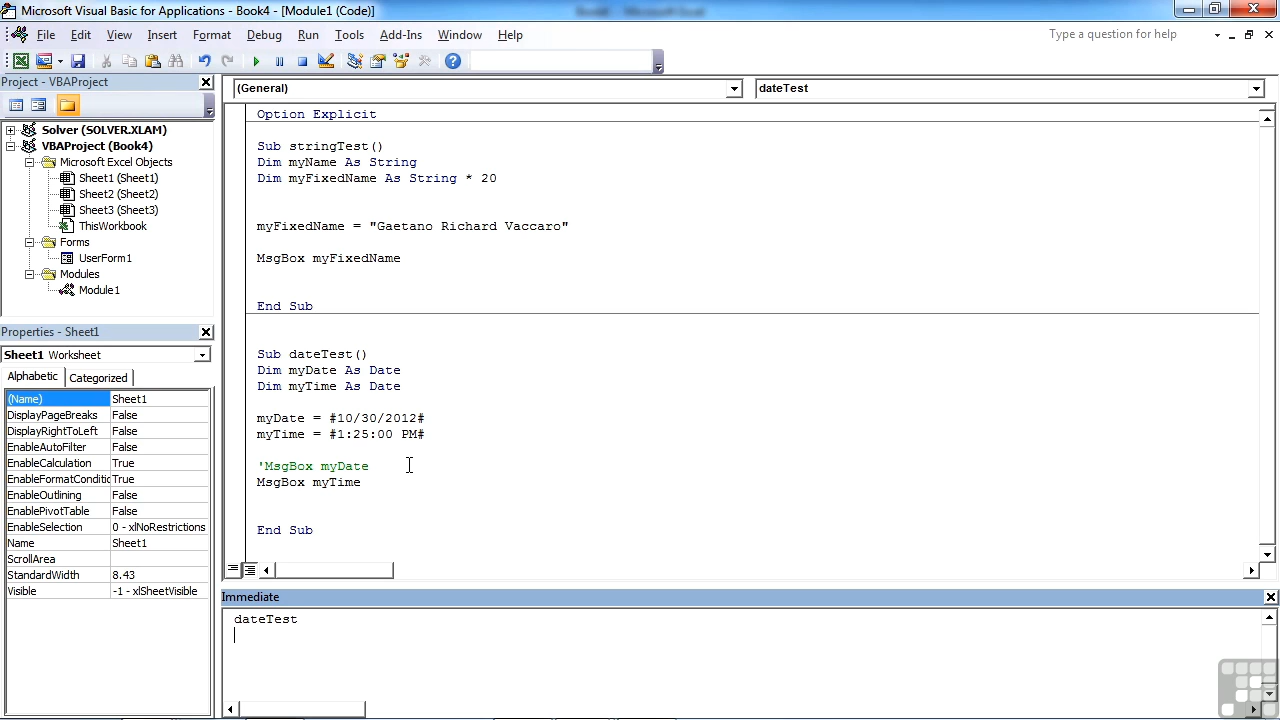 Microsoft Visual Basic for Applications - Book4 - [Module1 (Code)]
File Edit View Insert Format Debug Run Tools Add-Ins Window Help
Type a question for help
Project - VBAProject
(General)
dateTest
Solver (SOLVER.XLAM)
VBAProject (Book4)
Microsoft Excel Objects
Sheet1 (Sheet1)
Sheet2 (Sheet2)
Sheet3 (Sheet3)
ThisWorkbook
Forms
UserForm1
Modules
Module1
Option Explicit
Sub stringTest()
Dim myName As String
Dim myFixedName As String * 20
myFixedName = "Gaetano Richard Vaccaro"
MsgBox myFixedName
End Sub
Sub dateTest()
Dim myDate As Date
Dim myTime As Date
myDate = #10/30/2012#
myTime = #1:25:00 PM#
'MsgBox myDate
MsgBox myTime
End Sub
Properties - Sheet1
Sheet1 Worksheet
Alphabetic Categorized
(Name) Sheet1
DisplayPageBreaks False
DisplayRightToLeft False
EnableAutoFilter False
EnableCalculation True
EnableFormatConditic True
EnableOutlining False
EnablePivotTable False
EnableSelection 0 - xlNoRestrictions
Name Sheet1
ScrollArea
StandardWidth 8.43
Visible -1 - xlSheetVisible
Immediate
dateTest